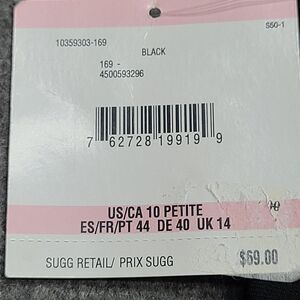 S50-1
10359303-169
BLACK
169 -
4500593296
7 62728 19919 9
US/CA 10 PETITE
ES/FR/PT 44 DE 40 UK 14
SUGG RETAIL/ PRIX SUGG
$69.00